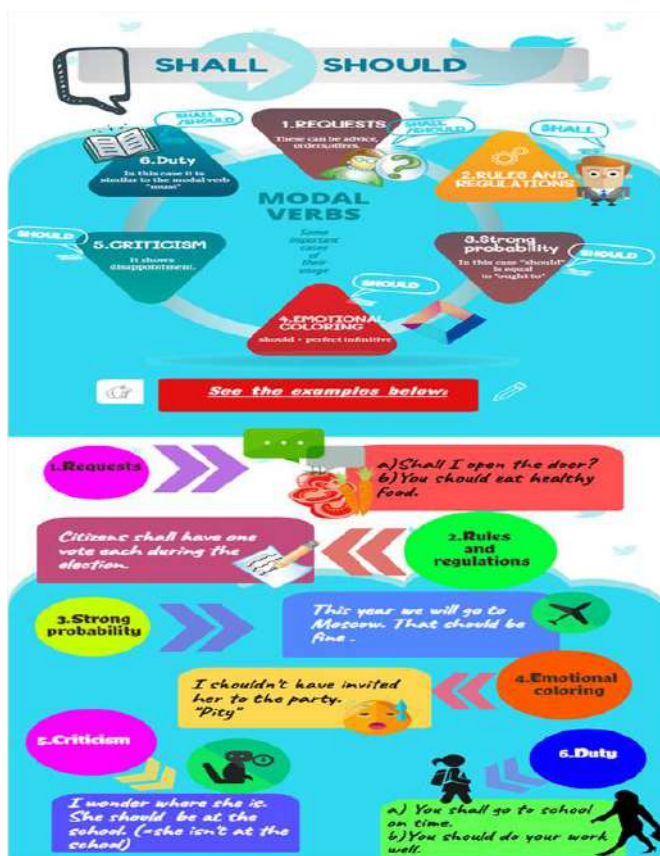 SHALL SHOULD
SHALL
/SHOULD
1.REQUESTS
These can be advice,
orders,offers.
SHALL
/SHOULD
SHALL
6.Duty
In this case it is
similar to the modal verb
"must"
2.RULES AND
REGULATIONS
MODAL
VERBS
Some
important
cases
of
their
usage
SHOULD
5.CRITICISM
It shows
disappointment.
3.Strong
probability
In this case "should"
is equal
to "ought to"
SHOULD
SHOULD
4.EMOTIONAL
COLORING
should + perfect infinitive
See the examples below:
1.Requests
a)Shall I open the door?
b)You should eat healthy
food.
Citizens shall have one
vote each during the
election.
2.Rules
and
regulations
3.Strong
probability
This year we will go to
Moscow. That should be
fine .
I shouldn't have invited
her to the party.
"Pity"
4.Emotional
coloring
5.Criticism
6.Duty
I wonder where she is.
She should be at the
school. (=she isn't at the
school)
a) You shall go to school
on time.
b)You should do your work
well.